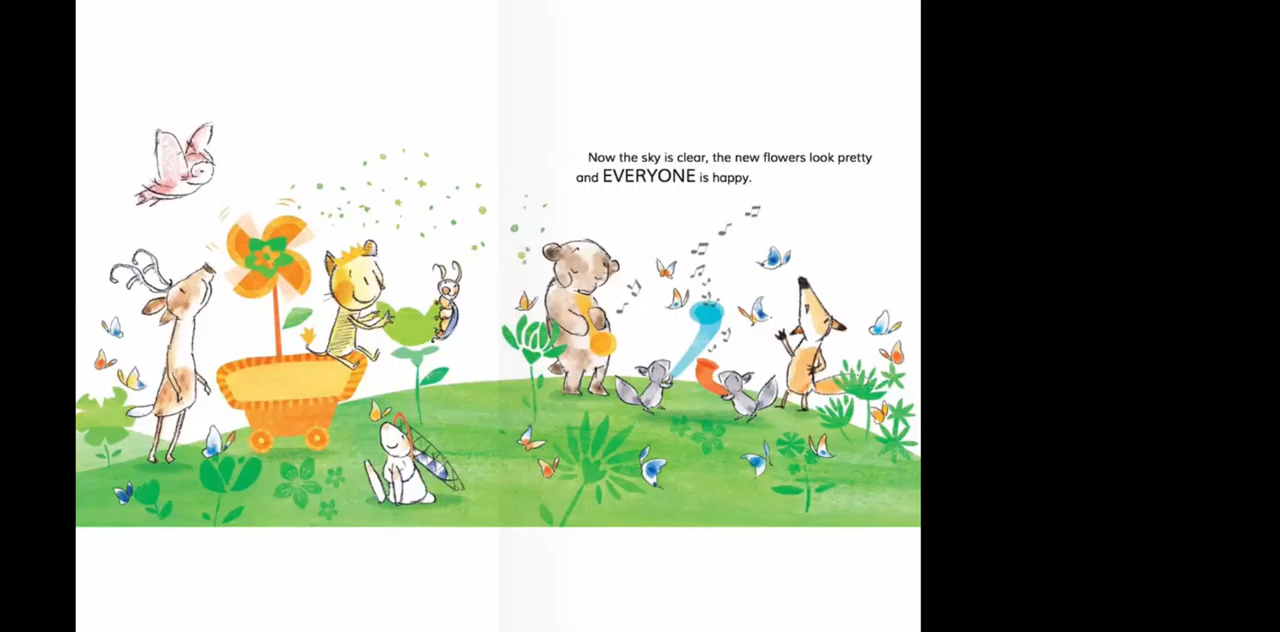 Now the sky is clear, the new flowers look pretty
and EVERYONE is happy.